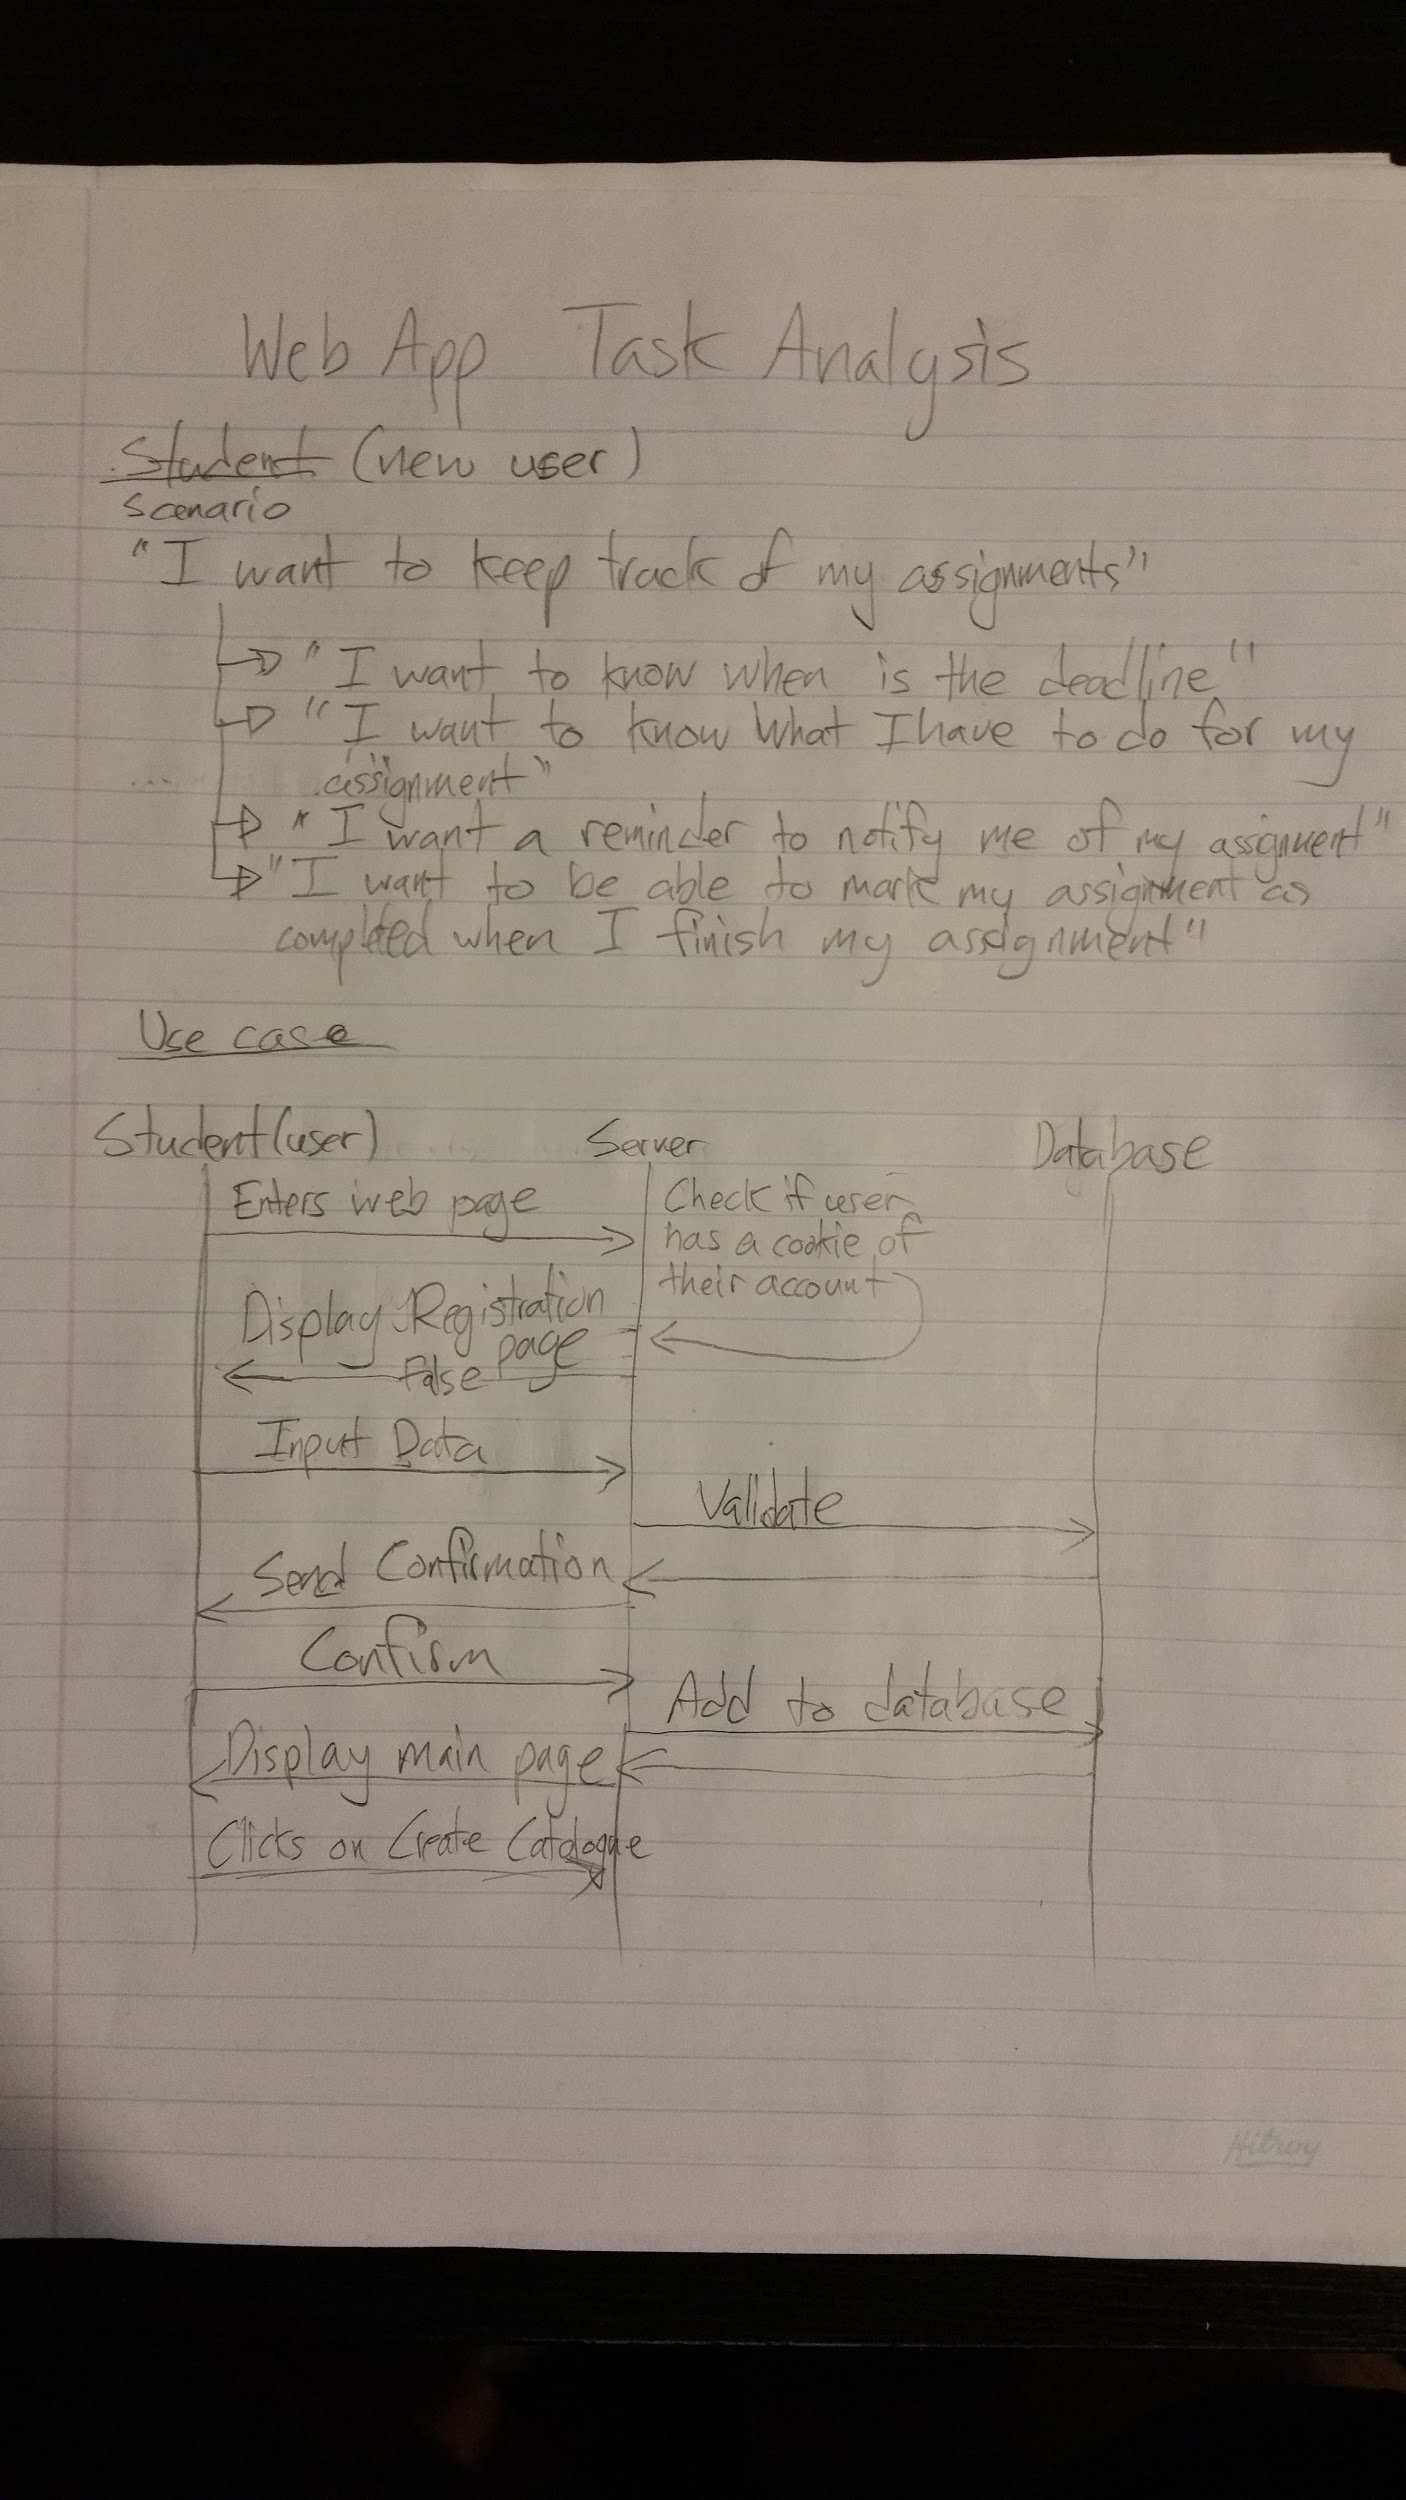 Web App Task Analysis
Student (new user)
Scenario
"I want to keep track of my assignments"
"I want to know when is the deadline"
"I want to know what I have to do for my
assignment"
"I want a reminder to notify me of my assignment"
"I want to be able to mark my assignment as
completed when I finish my assignment"
Use case
Student(user) Server Database
Enters web page
Check if user
has a cookie of
their account
Display Registration
page
False
Input Data
Validate
Send Confirmation
Confirm
Add to database
Display main page
Clicks on Create Catalogue
Hilroy